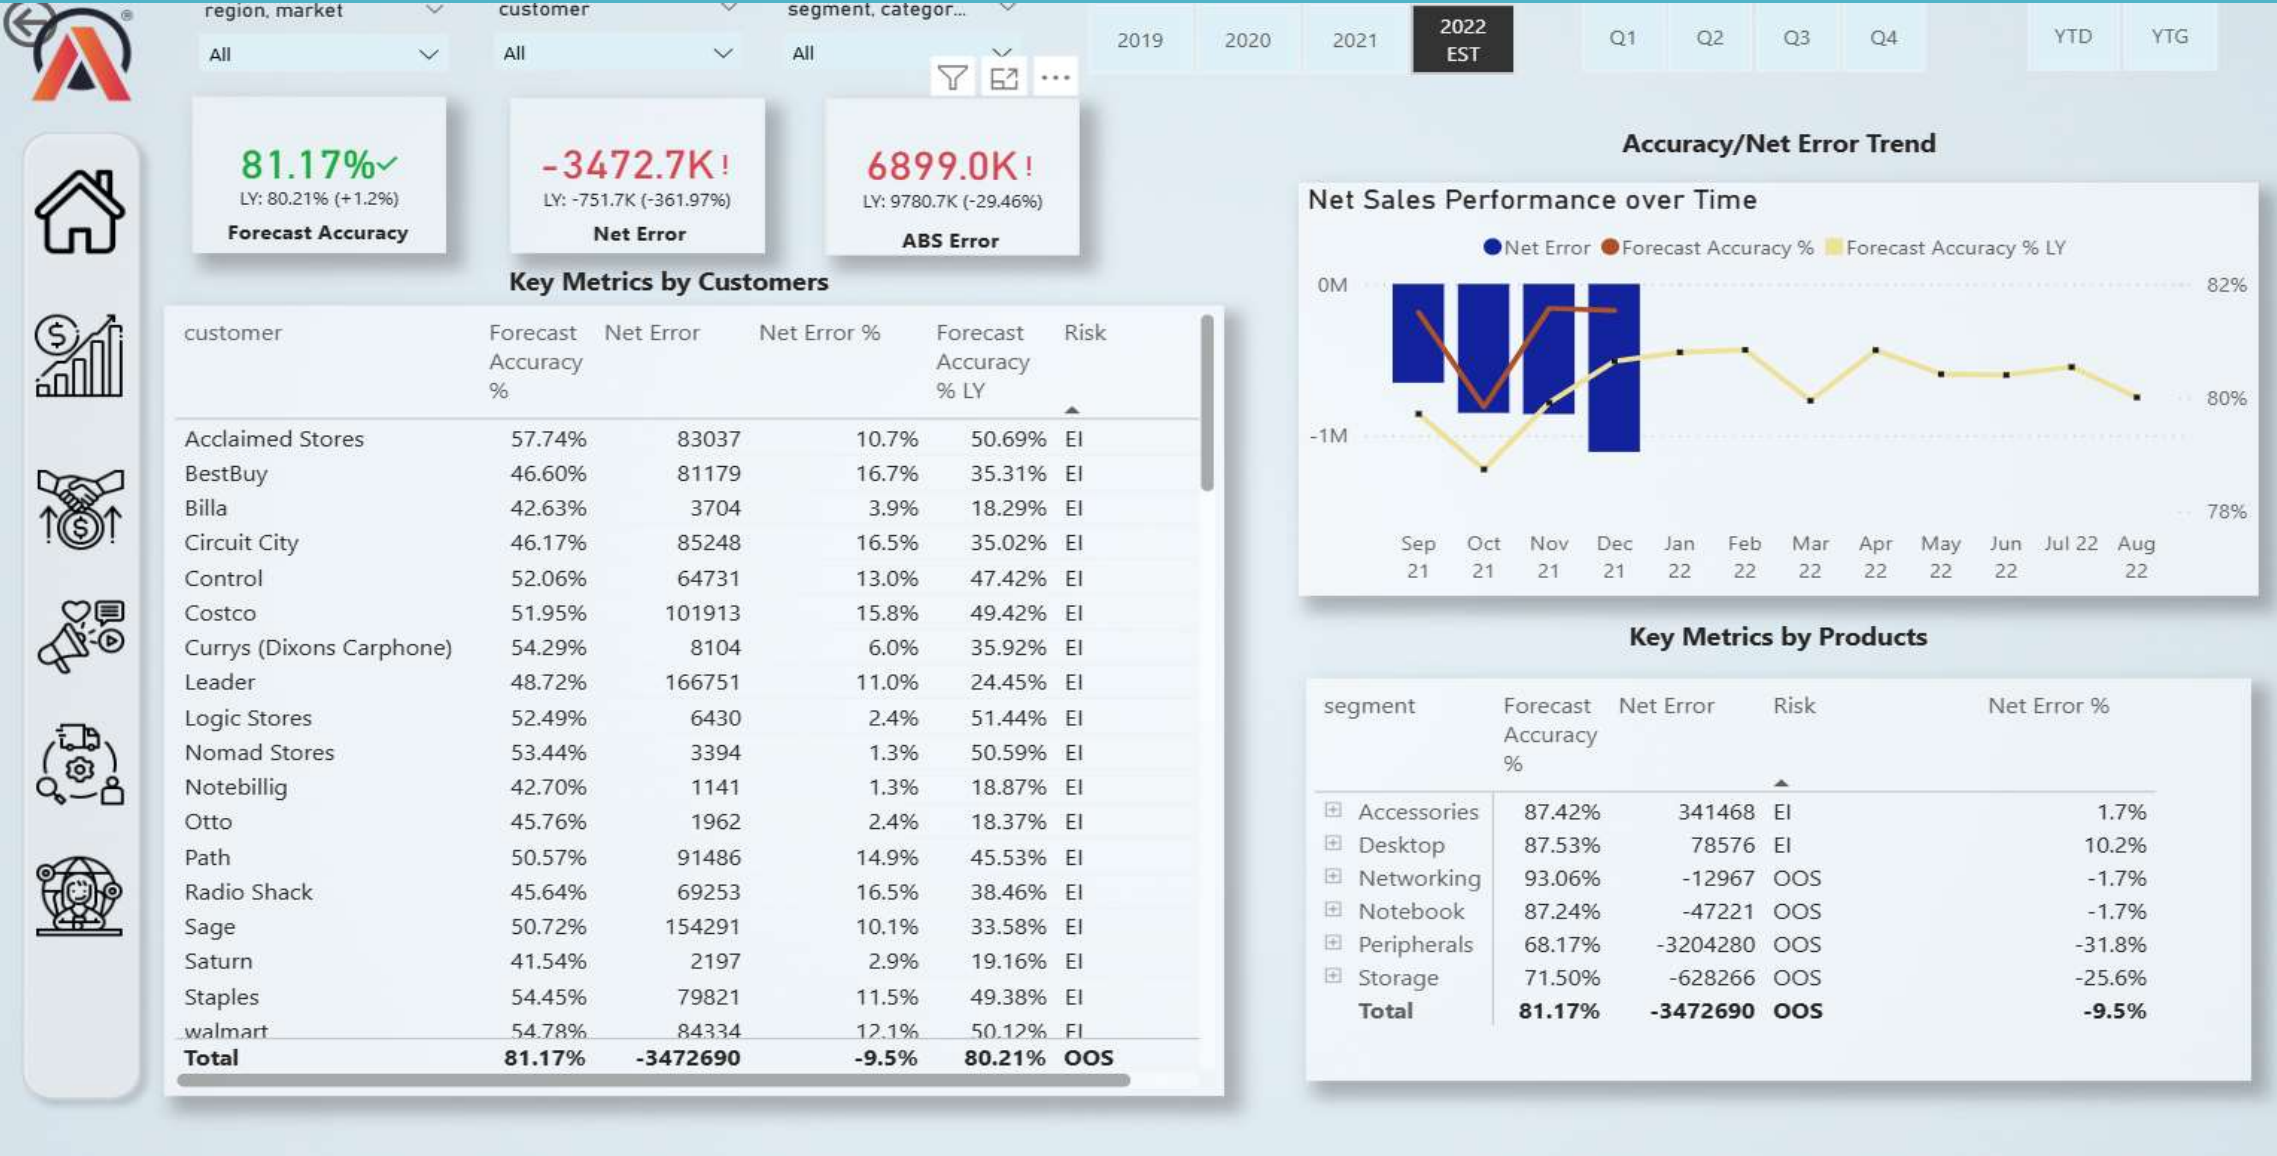 region, market
customer
segment, categor...
All
All
All
2019
2020
2021
2022
EST
Q1
Q2
Q3
Q4
YTD
YTG
®
81.17%
LY: 80.21% (+1.2%)
Forecast Accuracy
-3472.7K!
LY: -751.7K (-361.97%)
Net Error
6899.0K!
LY: 9780.7K (-29.46%)
ABS Error
Key Metrics by Customers
customer Forecast Accuracy % Net Error Net Error % Forecast Accuracy % LY Risk
Acclaimed Stores 57.74% 83037 10.7% 50.69% EI
BestBuy 46.60% 81179 16.7% 35.31% EI
Billa 42.63% 3704 3.9% 18.29% EI
Circuit City 46.17% 85248 16.5% 35.02% EI
Control 52.06% 64731 13.0% 47.42% EI
Costco 51.95% 101913 15.8% 49.42% EI
Currys (Dixons Carphone) 54.29% 8104 6.0% 35.92% EI
Leader 48.72% 166751 11.0% 24.45% EI
Logic Stores 52.49% 6430 2.4% 51.44% EI
Nomad Stores 53.44% 3394 1.3% 50.59% EI
Notebillig 42.70% 1141 1.3% 18.87% EI
Otto 45.76% 1962 2.4% 18.37% EI
Path 50.57% 91486 14.9% 45.53% EI
Radio Shack 45.64% 69253 16.5% 38.46% EI
Sage 50.72% 154291 10.1% 33.58% EI
Saturn 41.54% 2197 2.9% 19.16% EI
Staples 54.45% 79821 11.5% 49.38% EI
walmart 54.78% 84334 12.1% 50.12% EI
Total 81.17% -3472690 -9.5% 80.21% OOS
Accuracy/Net Error Trend
Net Sales Performance over Time
Net Error Forecast Accuracy % Forecast Accuracy % LY
0M
82%
80%
-1M
78%
Sep Oct Nov Dec Jan Feb Mar Apr May Jun Jul 22 Aug
21 21 21 21 22 22 22 22 22 22 22
Key Metrics by Products
segment Forecast Accuracy % Net Error Risk Net Error %
Accessories 87.42% 341468 EI 1.7%
Desktop 87.53% 78576 EI 10.2%
Networking 93.06% -12967 OOS -1.7%
Notebook 87.24% -47221 OOS -1.7%
Peripherals 68.17% -3204280 OOS -31.8%
Storage 71.50% -628266 OOS -25.6%
Total 81.17% -3472690 OOS -9.5%